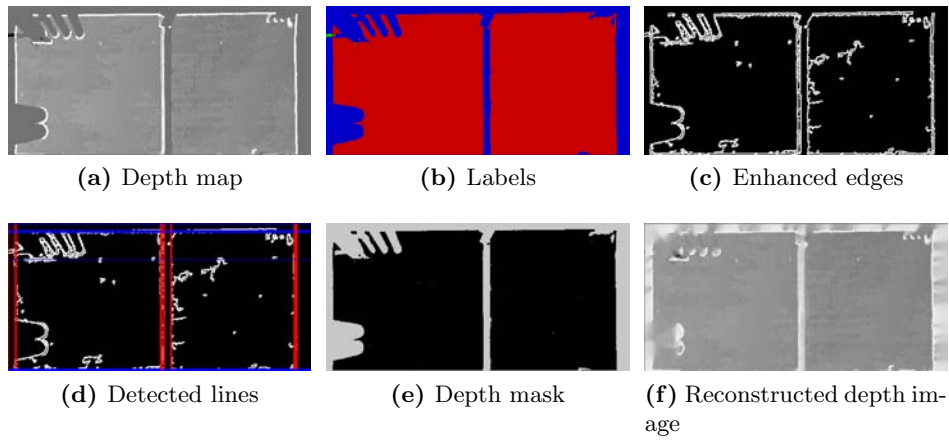 (a) Depth map
(b) Labels
(c) Enhanced edges
(d) Detected lines
(e) Depth mask
(f) Reconstructed depth im-
age